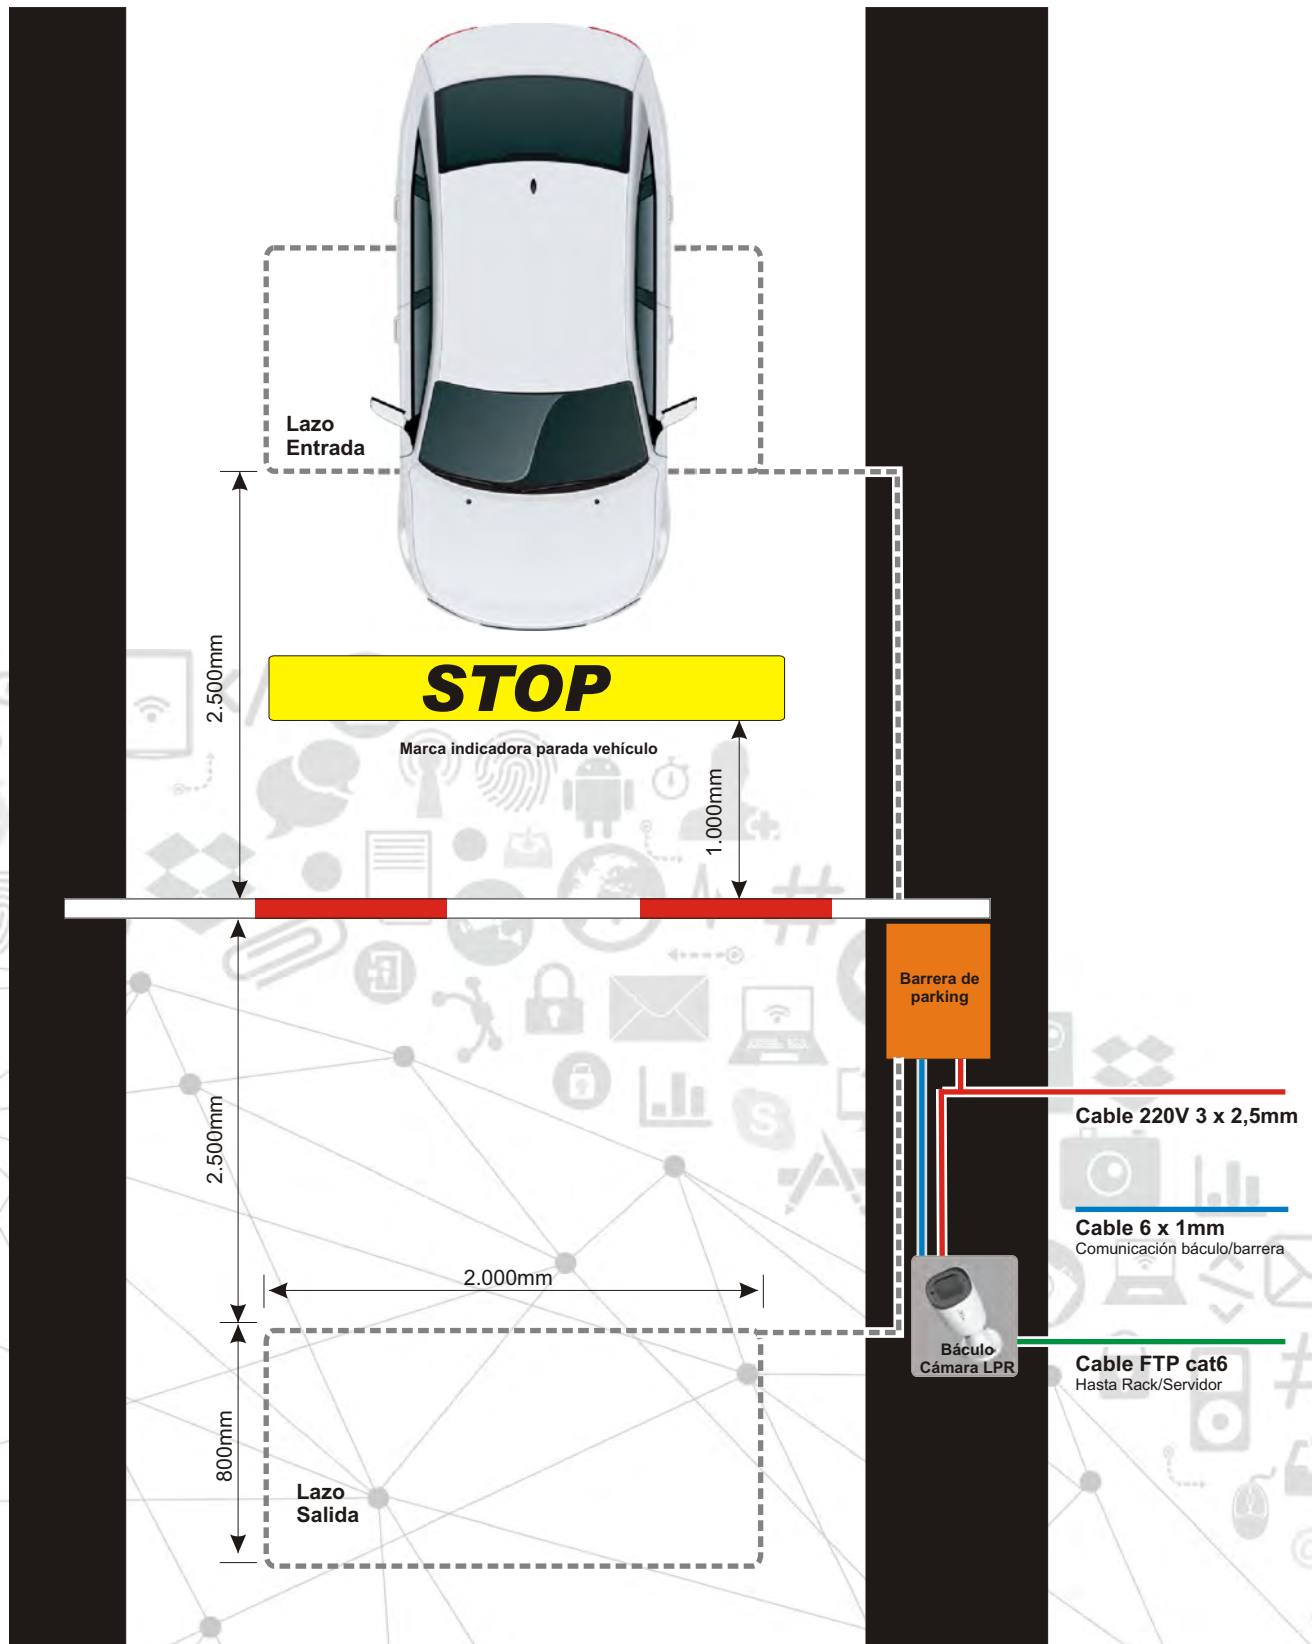 Lazo
Entrada
2.500mm
STOP
Marca indicadora parada vehículo
1.000mm
Barrera de
parking
2.500mm
Cable 220V 3 x 2,5mm
Cable 6 x 1mm
Comunicación báculo/barrera
2.000mm
Báculo
Cámara LPR
Cable FTP cat6
Hasta Rack/Servidor
800mm
Lazo
Salida